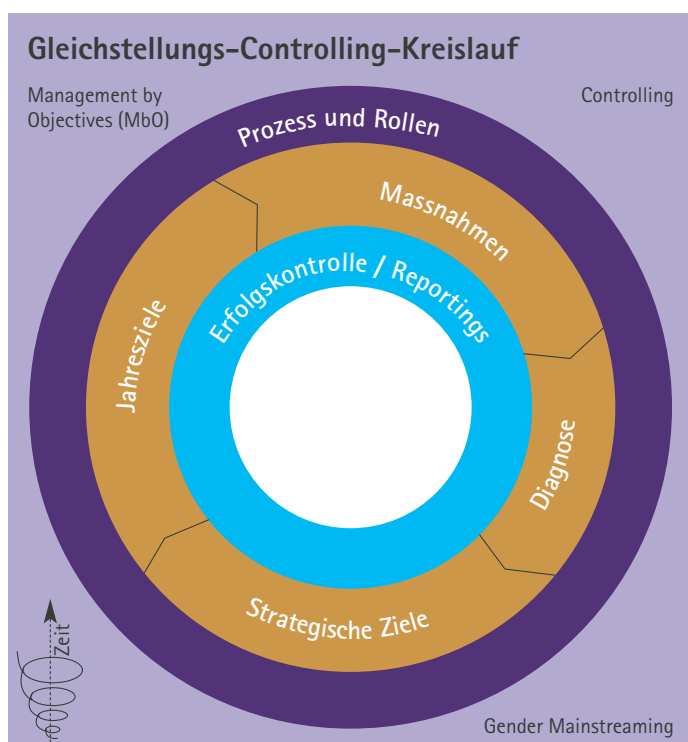 Gleichstellungs-Controlling-Kreislauf
Management by
Objectives (MbO)
Controlling
Prozess und Rollen
Massnahmen
Erfolgskontrolle / Reportings
Jahresziele
Diagnose
Strategische Ziele
Zeit
Gender Mainstreaming